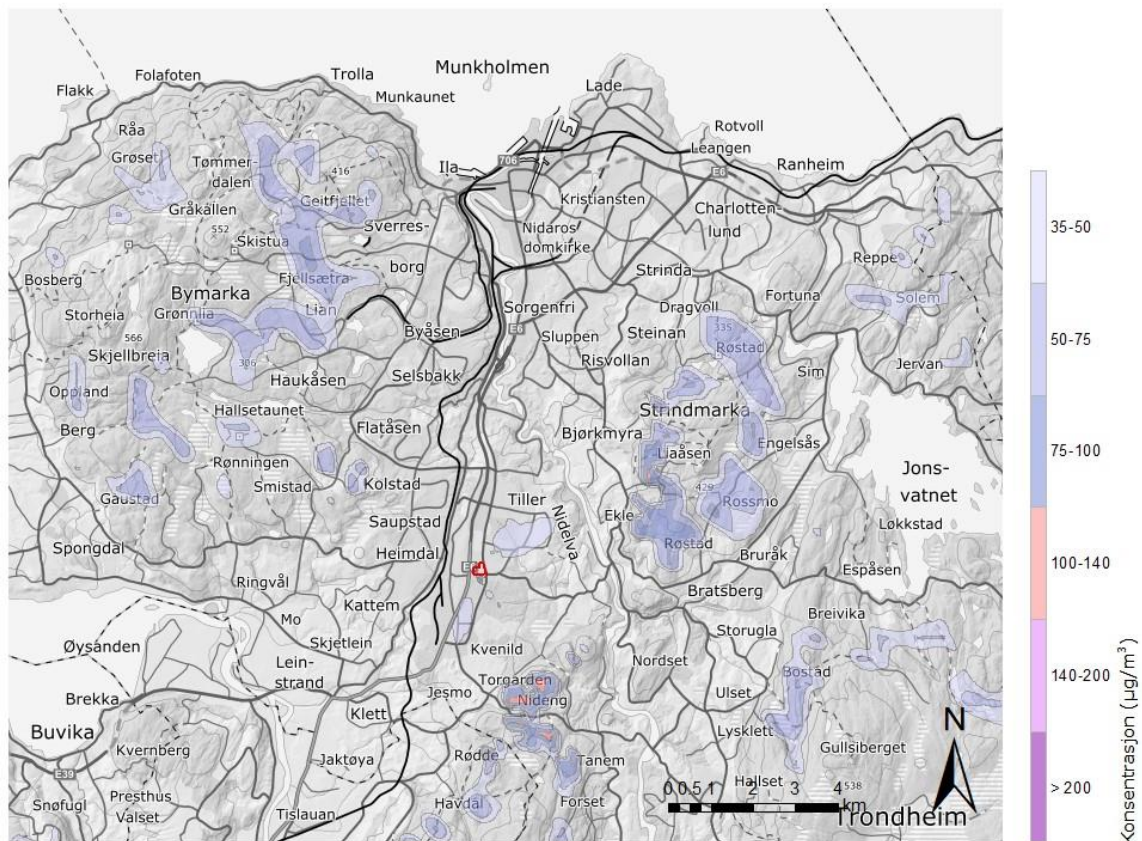 Munkholmen
Trolla
Folafoten
Flakk
Munkaunet
Lade
Råa
Rotvoll
Leangen
Grøset
Tømmer-
dalen
416
Ila
706
E6
Ranheim
Geitfjellet
Kristiansten
Gråkållen
552
Sverres-
borg
Nidaros
domkirke
Charlotten-
lund
Skistua
Reppe
Bosberg
Fjellsætra
Strinda
Bymarka
Storheia
Grønnlia
Lian
Sorgenfri
Dragvoll
Fortuna
Solem
566
Byåsen
E6
Sluppen
Steinan
335
Røstad
Skjellbreia
306
Risvollan
Jervan
Oppland
Haukåsen
Selsbakk
Sim
Hallsetaunet
Strindmarka
Berg
Flatåsen
Bjørkmyra
Engelsås
Liaåsen
Rønningen
Jons-
vatnet
Gaustad
Smistad
Kolstad
Tiller
429
Rossmo
Nidelva
Ekle
Saupstad
Løkkstad
Spongdal
Heimdal
Røstad
Bruråk
Espåsen
Ringvål
Kattem
Bratsberg
Mo
Breivika
Øysanden
Skjetlein
Storugla
Lein-
strand
Kvenild
Nordset
Bostad
Brekka
Jesmo
Torgarden
Nideng
Ulset
Klett
Buvika
Lysklett
Kvernberg
Jaktøya
Rødde
Tanem
Gullsiberget
E39
Snøfugl
Presthus
Valset
Havdal
Forset
Hallset
538
Tislauan
Trondheim
N
0 0.5 1 2 3 4
km
35-50
50-75
75-100
100-140
140-200
> 200
Konsentrasjon (µg/m³)